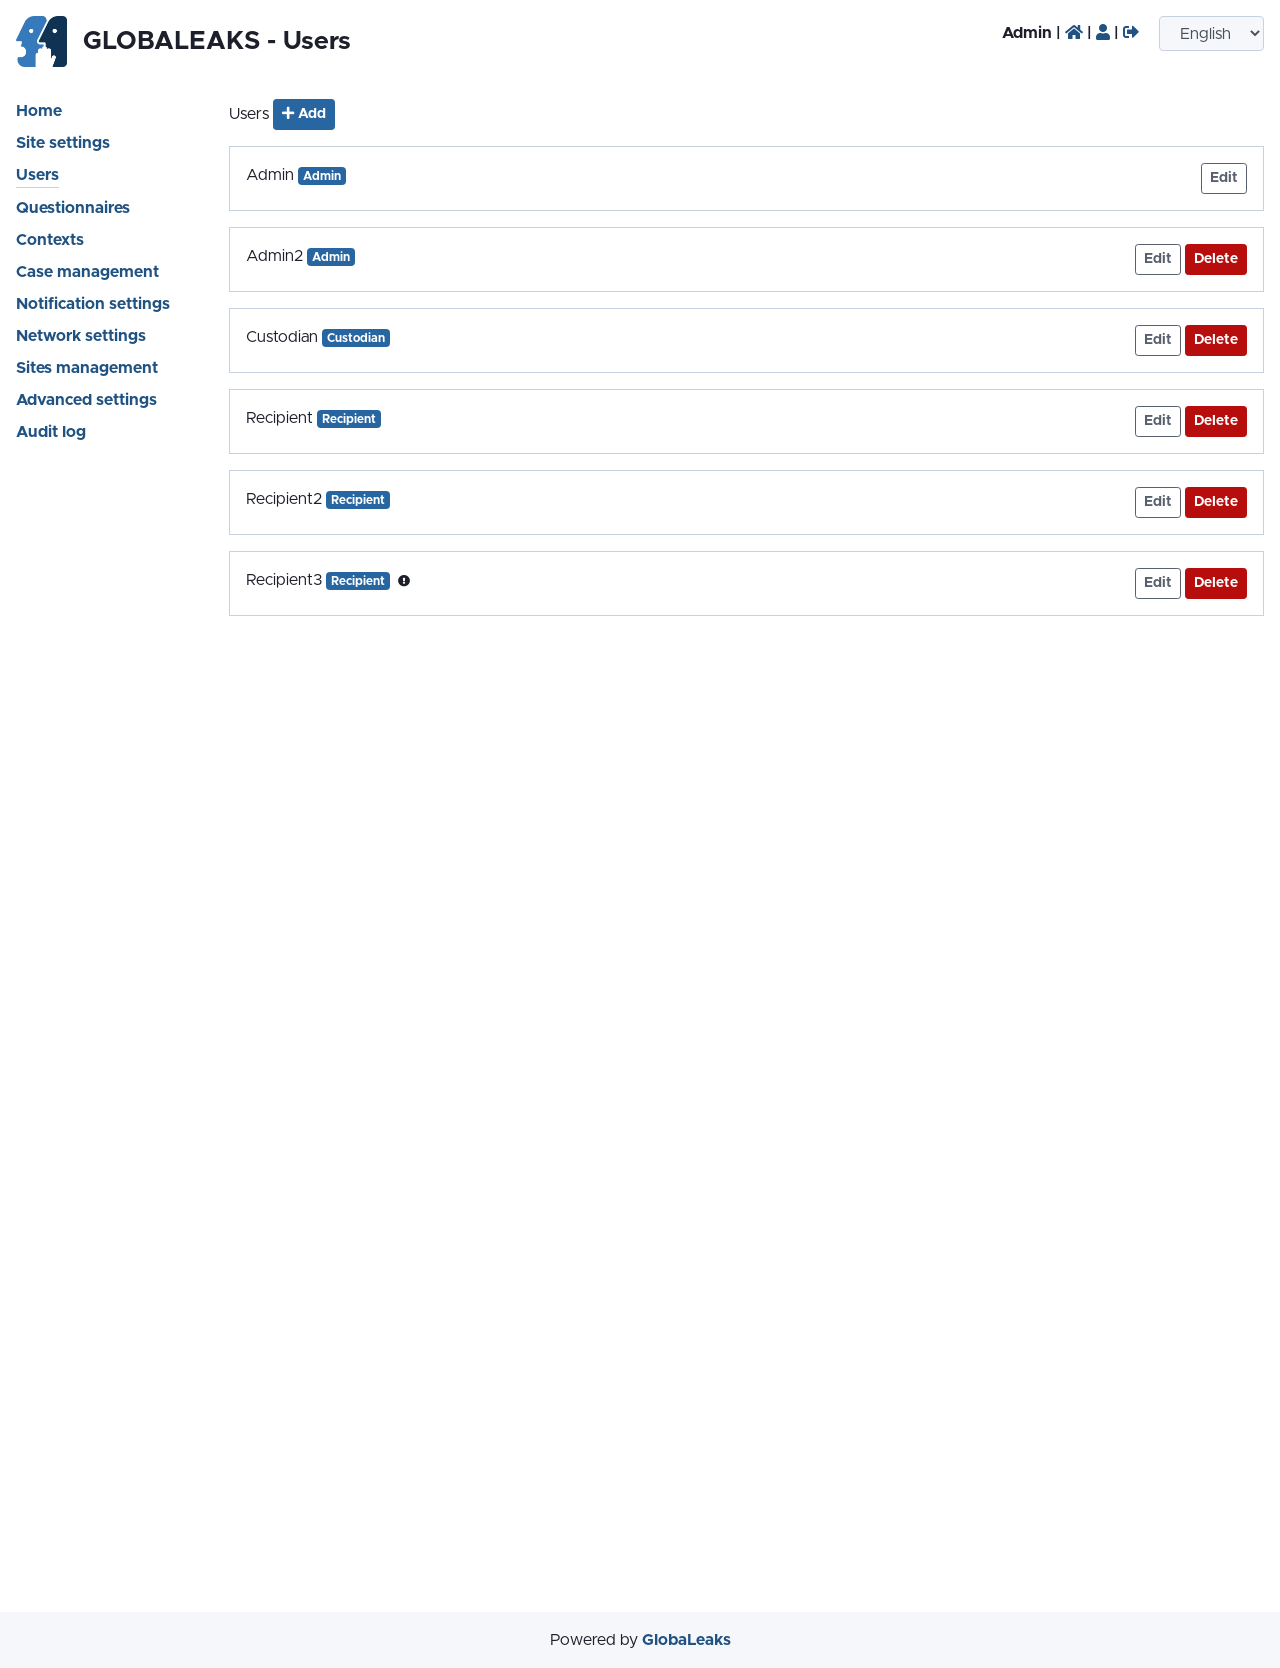 GLOBALEAKS - Users
Admin | | |
English
Home
Site settings
Users
Questionnaires
Contexts
Case management
Notification settings
Network settings
Sites management
Advanced settings
Audit log
Users Add
Admin Admin Edit
Admin2 Admin Edit Delete
Custodian Custodian Edit Delete
Recipient Recipient Edit Delete
Recipient2 Recipient Edit Delete
Recipient3 Recipient Edit Delete
Powered by GlobaLeaks